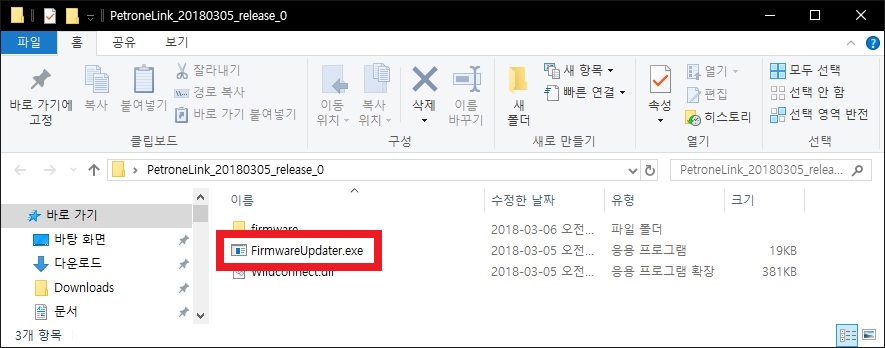 PetroneLink_20180305_release_0
파일 홈 공유 보기
바로 가기에 고정
복사
붙여넣기
잘라내기
경로 복사
바로 가기 붙여넣기
클립보드
이동 위치
복사 위치
삭제
이름 바꾸기
구성
새 폴더
새 항목
빠른 연결
새로 만들기
속성
열기
편집
히스토리
열기
모두 선택
선택 안 함
선택 영역 반전
선택
PetroneLink_20180305_release_0
PetroneLink_20180305_relea...
이름 수정한 날짜 유형 크기
바로 가기
바탕 화면
다운로드
Downloads
문서
firmware 2018-03-06 오전... 파일 폴더
FirmwareUpdater.exe 2018-03-05 오전... 응용 프로그램 19KB
Wildconnect.dll 2018-03-05 오전... 응용 프로그램 확장 381KB
3개 항목